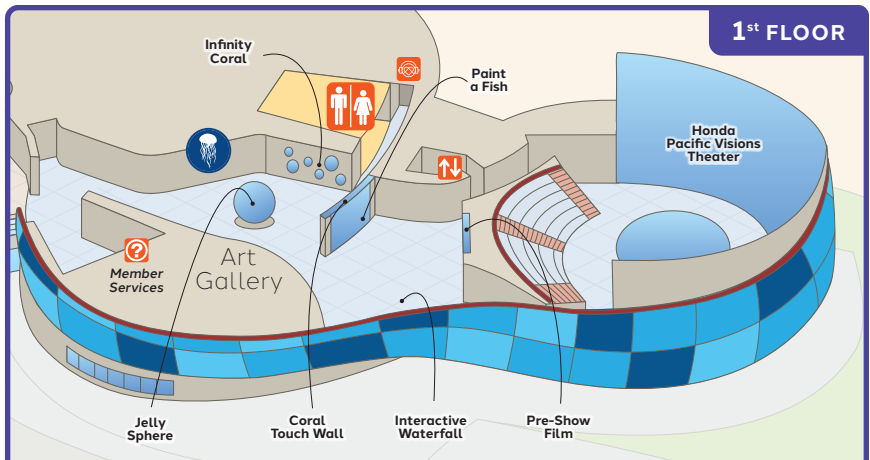 1st FLOOR
Infinity
Coral
Paint
a Fish
Honda
Pacific Visions
Theater
?
Member
Services
Art
Gallery
Jelly
Sphere
Coral
Touch Wall
Interactive
Waterfall
Pre-Show
Film